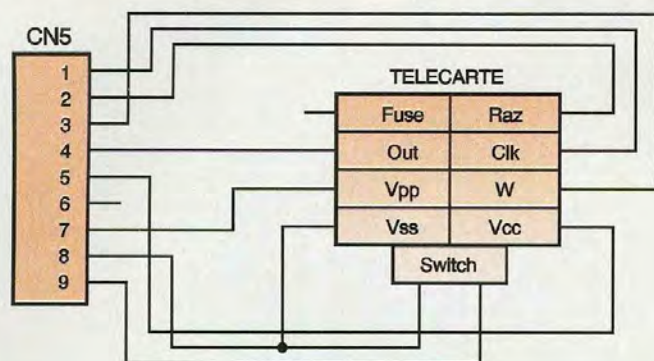 CN5
1
2
3
4
5
6
7
8
9
TELECARTE
Fuse Raz
Out Clk
Vpp W
Vss Vcc
Switch